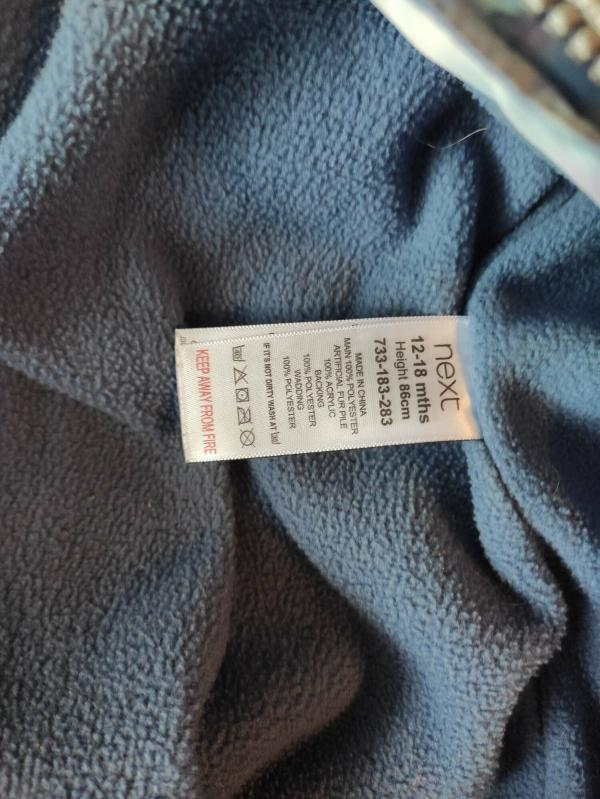 next
12-18 mths
Height 86cm
733-183-283
MADE IN CHINA
MAIN 100% POLYESTER
ARTIFICIAL FUR PILE
100% ACRYLIC
BACKING
100% POLYESTER
WADDING
100% POLYESTER
IF IT'S NOT DIRTY WASH AT
KEEP AWAY FROM FIRE